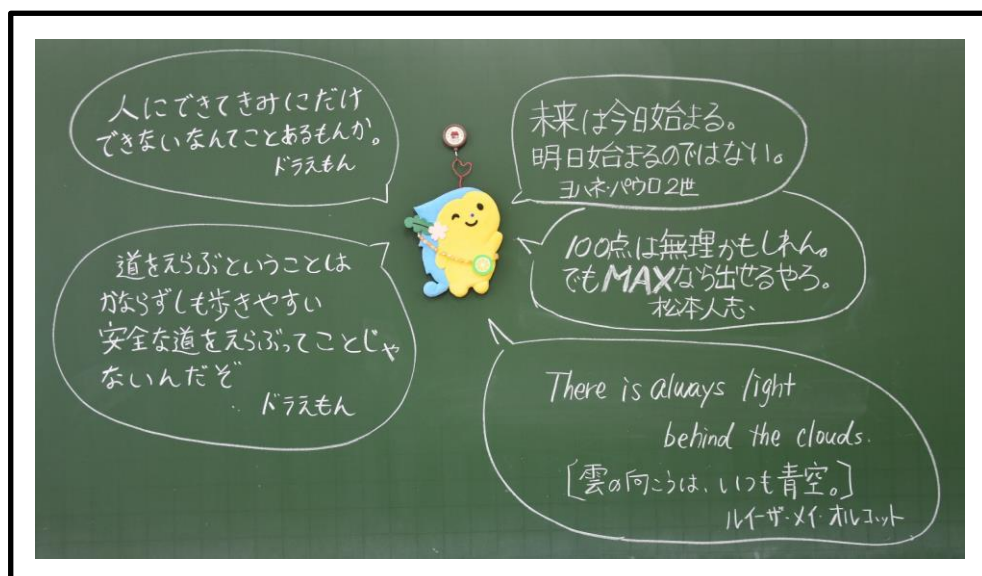 人にできてきみにだけ
できないなんてことあるもんか。
ドラえもん
道をえらぶということは
かならずしも歩きやすい
安全な道をえらぶってことじゃ
ないんだぞ
ドラえもん
未来は今日始まる。
明日始まるのではない。
ヨハネ・パウロ2世
100点は無理かもしれん。
でもMAXなら出せるやろ。
松本人志
There is always light
behind the clouds.
[雲の向こうは、いつも青空。]
ルイーザ・メイ・オルコット